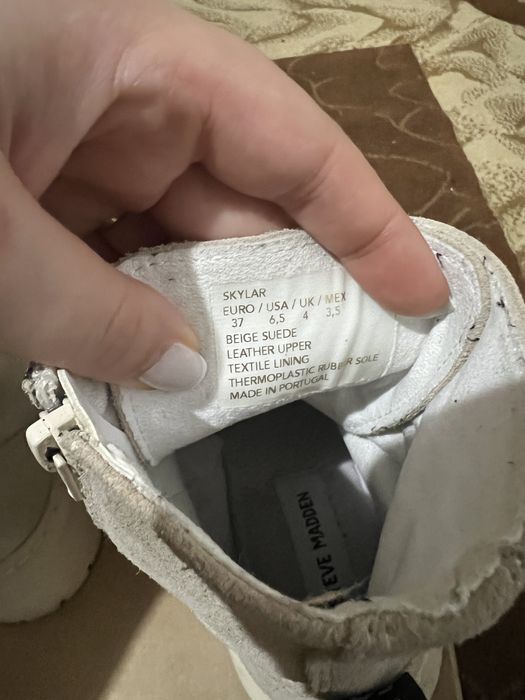 SKYLAR
EURO / USA / UK / MEX
37 6,5 4 3,5
BEIGE SUEDE
LEATHER UPPER
TEXTILE LINING
THERMOPLASTIC RUBBER SOLE
MADE IN PORTUGAL
EVE MADDEN